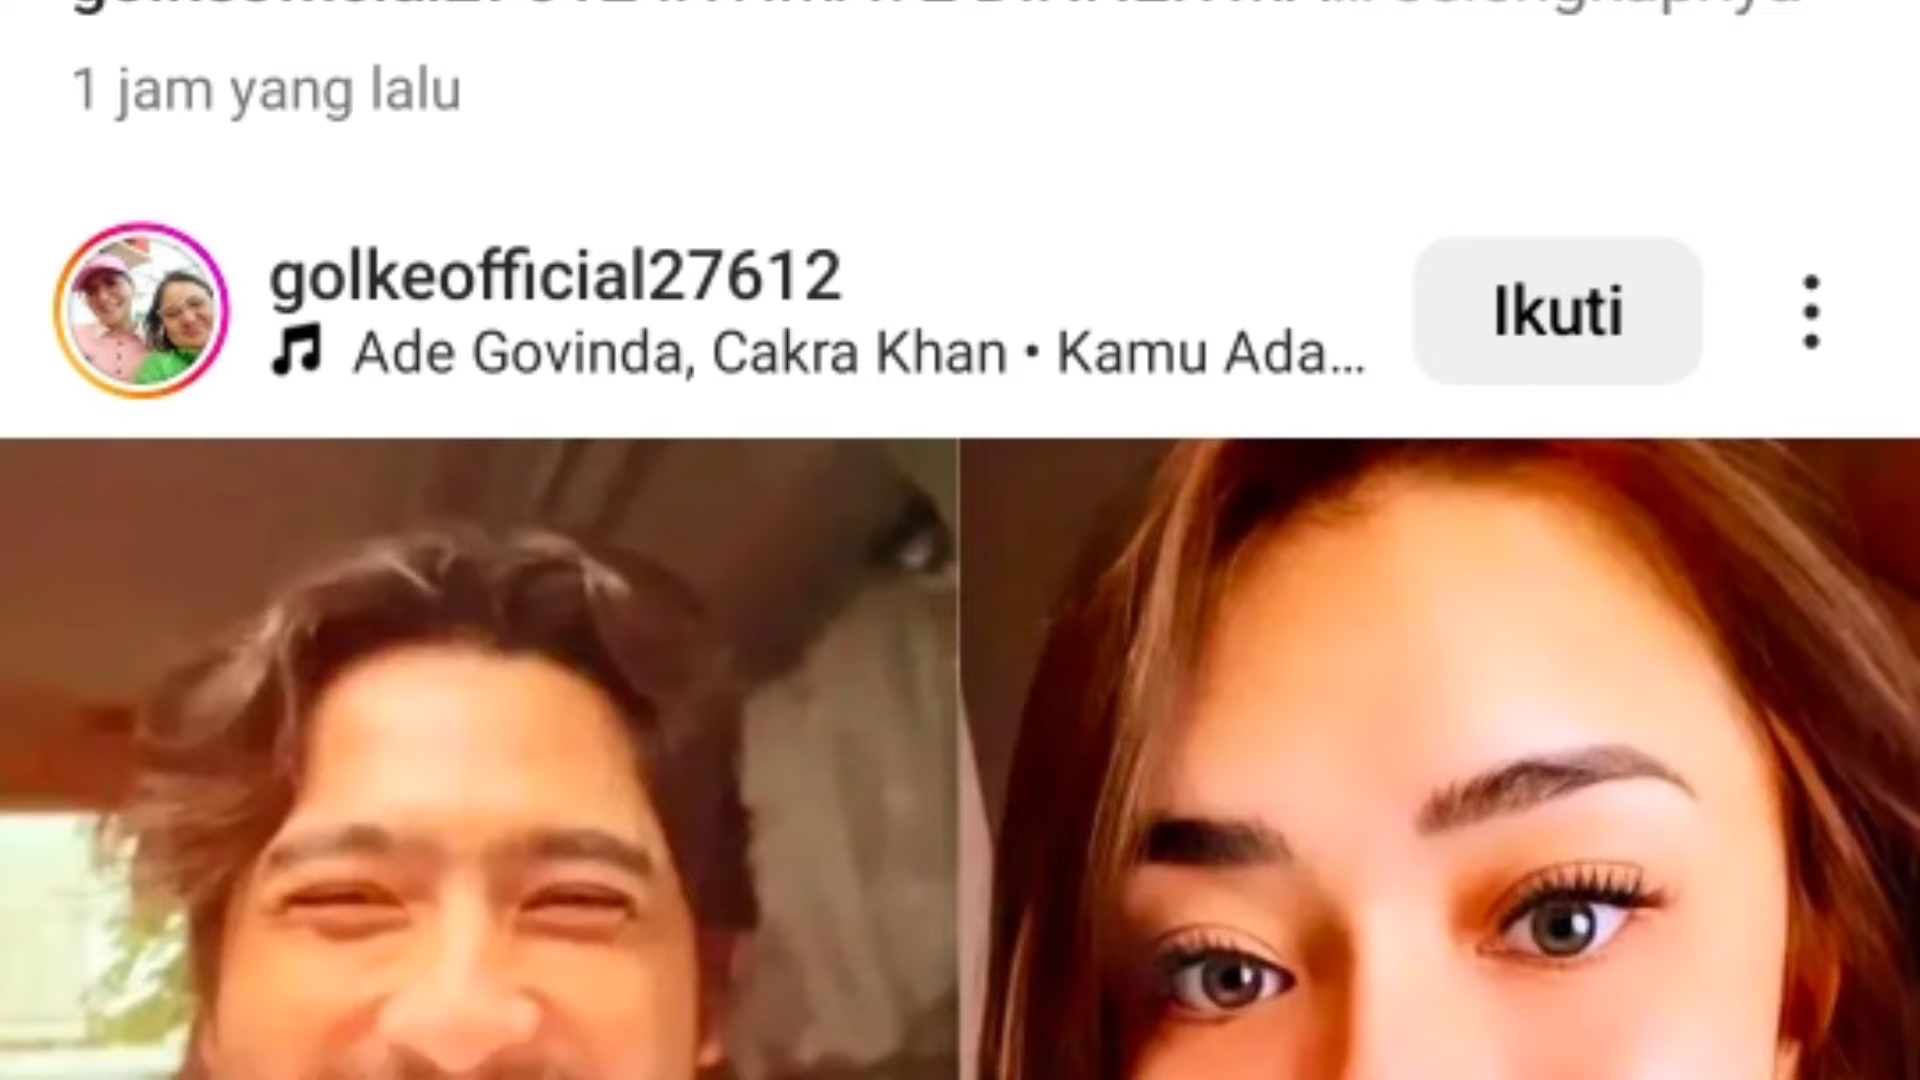 1 jam yang lalu
golkeofficial27612
Ikuti
Ade Govinda, Cakra Khan • Kamu Ada...